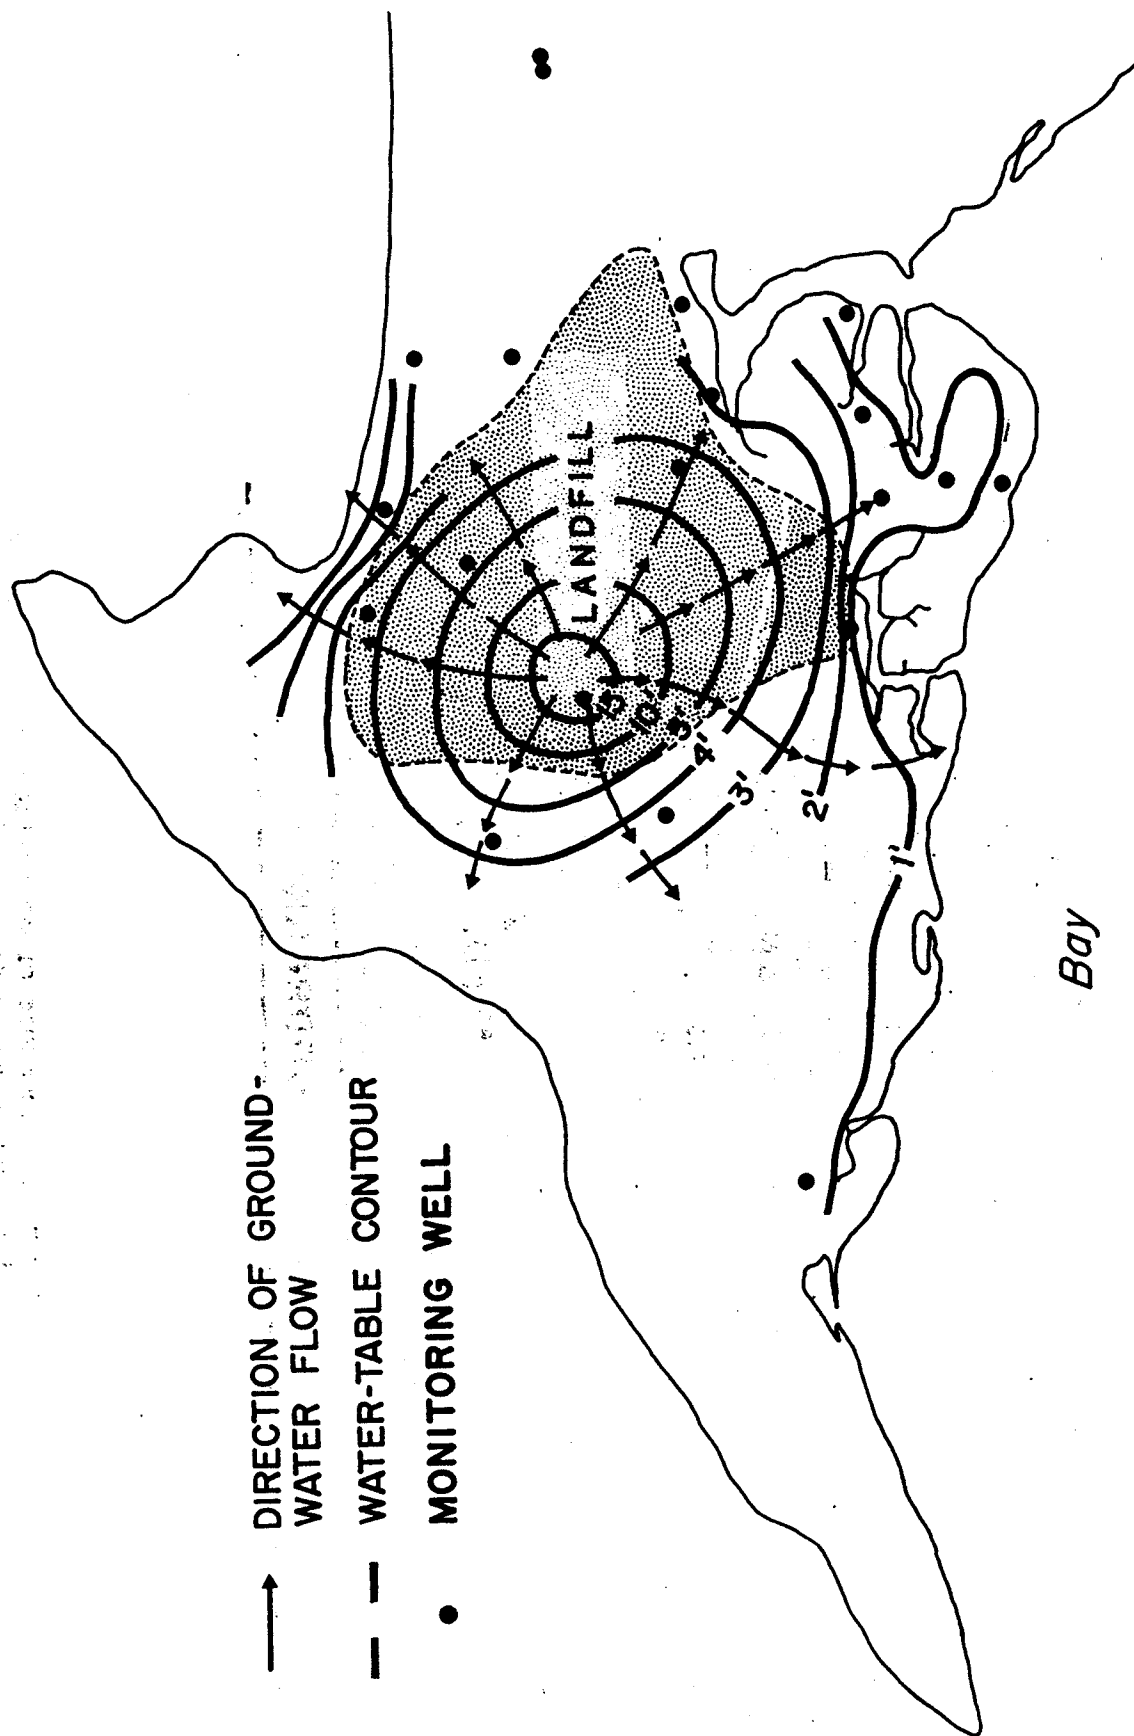 DIRECTION OF GROUND-
WATER FLOW
WATER-TABLE CONTOUR
MONITORING WELL
LANDFILL
15'
10'
5'
4'
3'
2'
1'
Bay